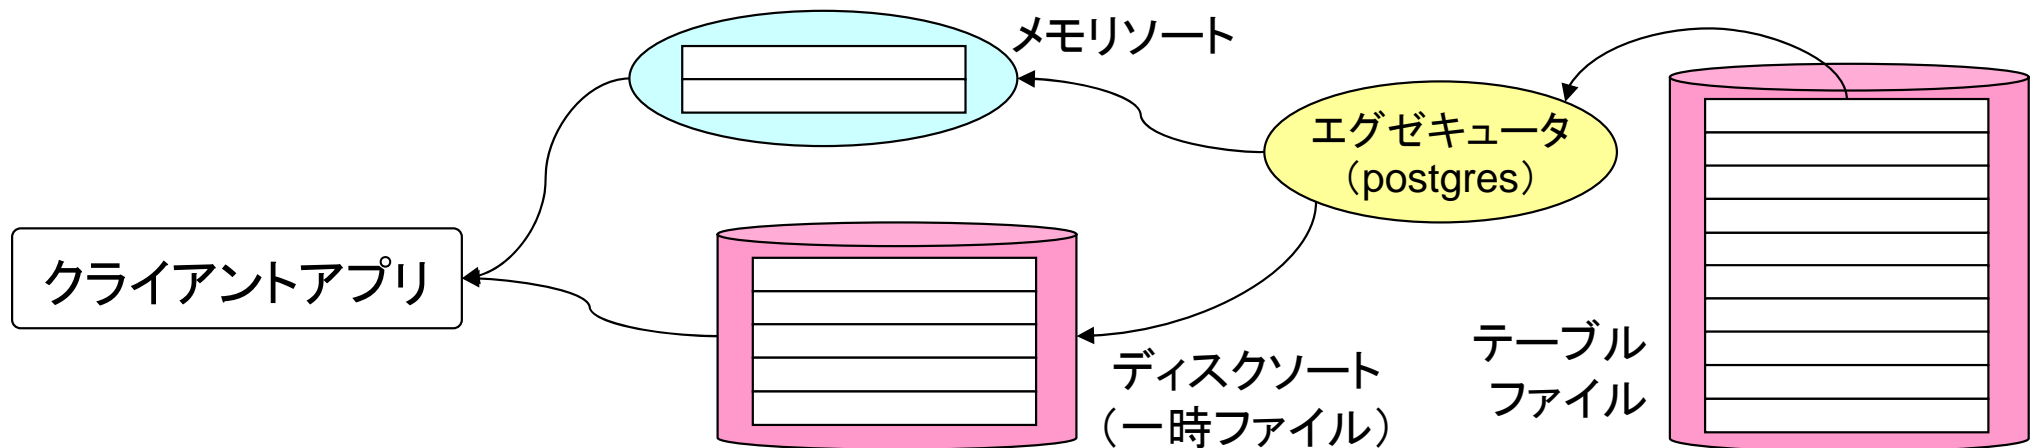 メモリソート
エグゼキュータ
（postgres）
クライアントアプリ
ディスクソート
（一時ファイル）
テーブル
ファイル